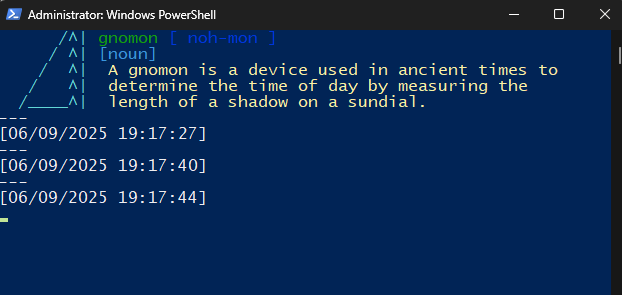 Administrator: Windows PowerShell
/^| gnomon [ noh-mon ]
/ ^| [noun]
/  ^|  A gnomon is a device used in ancient times to
/   ^|  determine the time of day by measuring the
/____^|  length of a shadow on a sundial.
---
[06/09/2025 19:17:27]
---
[06/09/2025 19:17:40]
---
[06/09/2025 19:17:44]